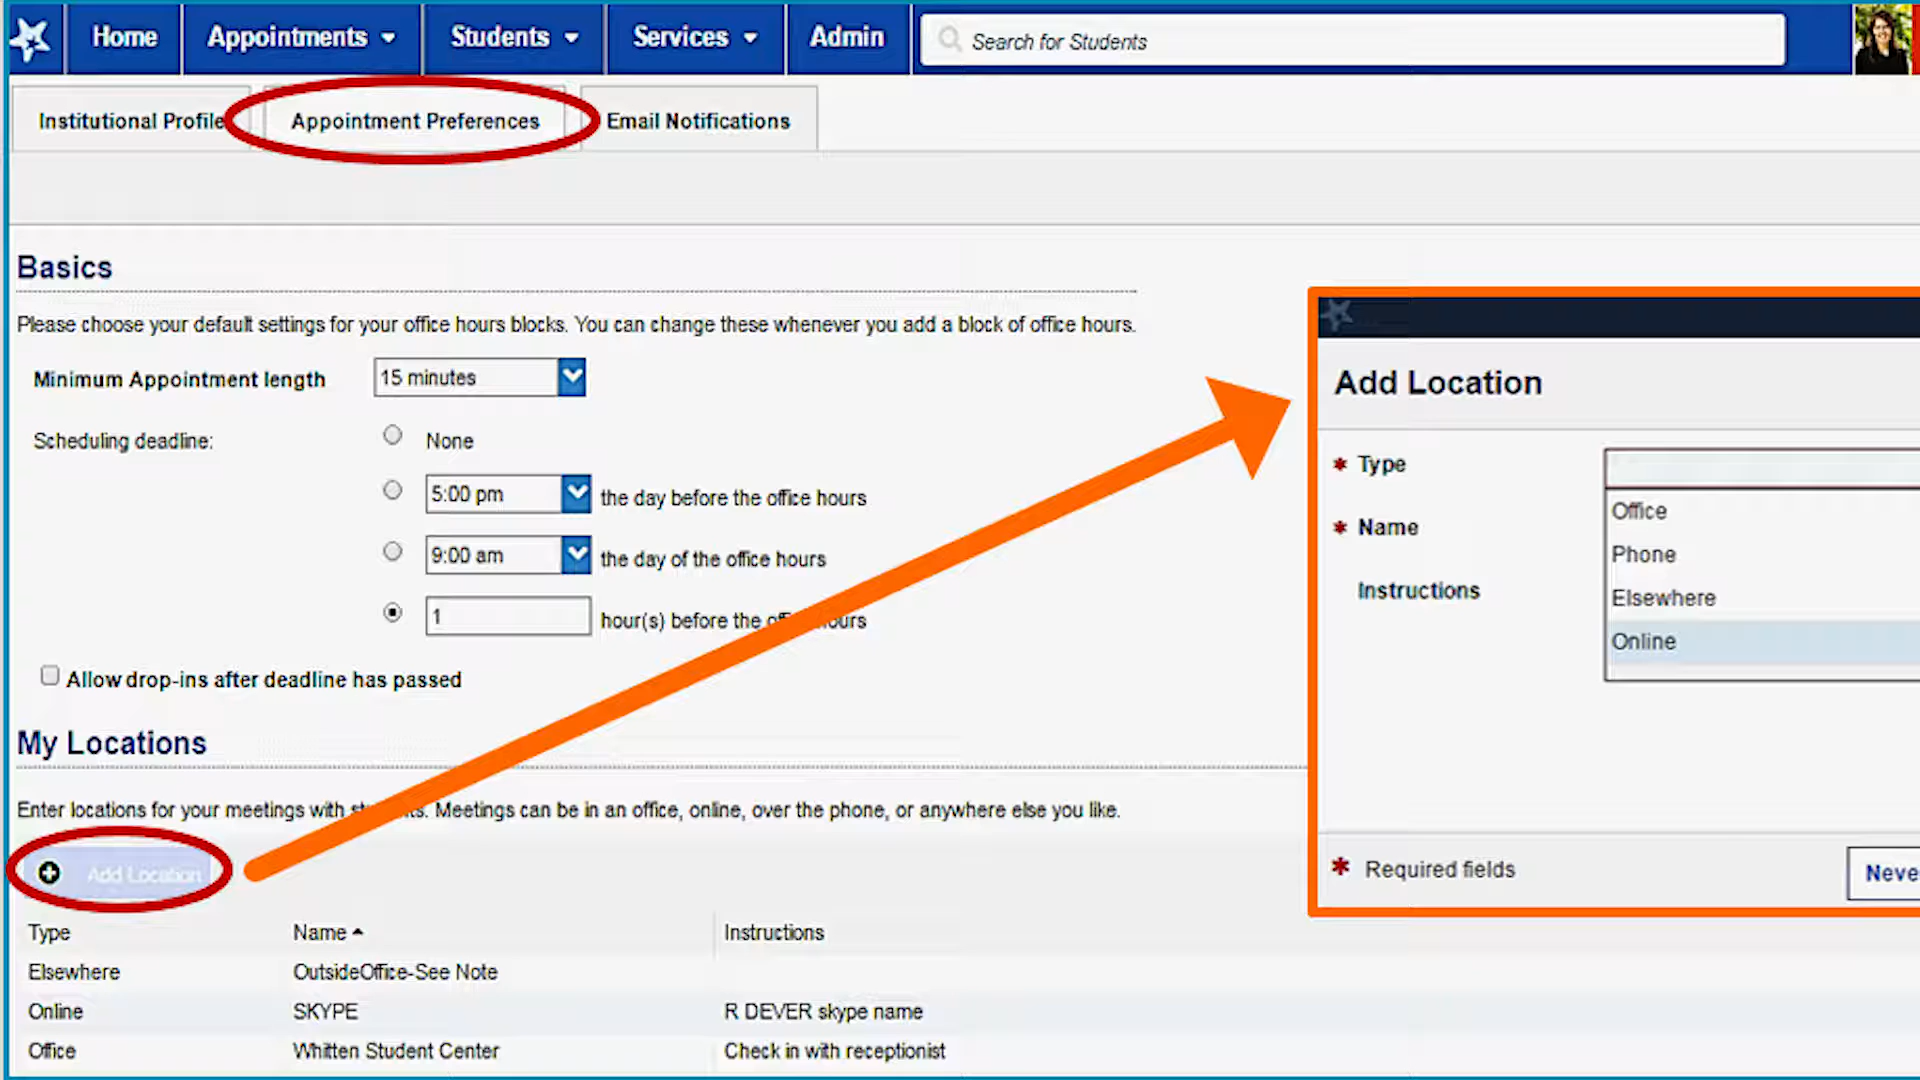 Home Appointments Students Services Admin Search for Students
Institutional Profile Appointment Preferences Email Notifications
Basics
Please choose your default settings for your office hours blocks. You can change these whenever you add a block of office hours.
Minimum Appointment length 15 minutes
Scheduling deadline: None
5:00 pm the day before the office hours
9:00 am the day of the office hours
1 hour(s) before the hours
Allow drop-ins after deadline has passed
My Locations
Enter locations for your meetings with Meetings can be in an office, online, over the phone, or anywhere else you like.
Add Location
Type Name Instructions
Elsewhere OutsideOffice-See Note
Online SKYPE R DEVER skype name
Office Whitten Student Center Check in with receptionist
Add Location
* Type
* Name
Instructions
Office
Phone
Elsewhere
Online
* Required fields
Neve